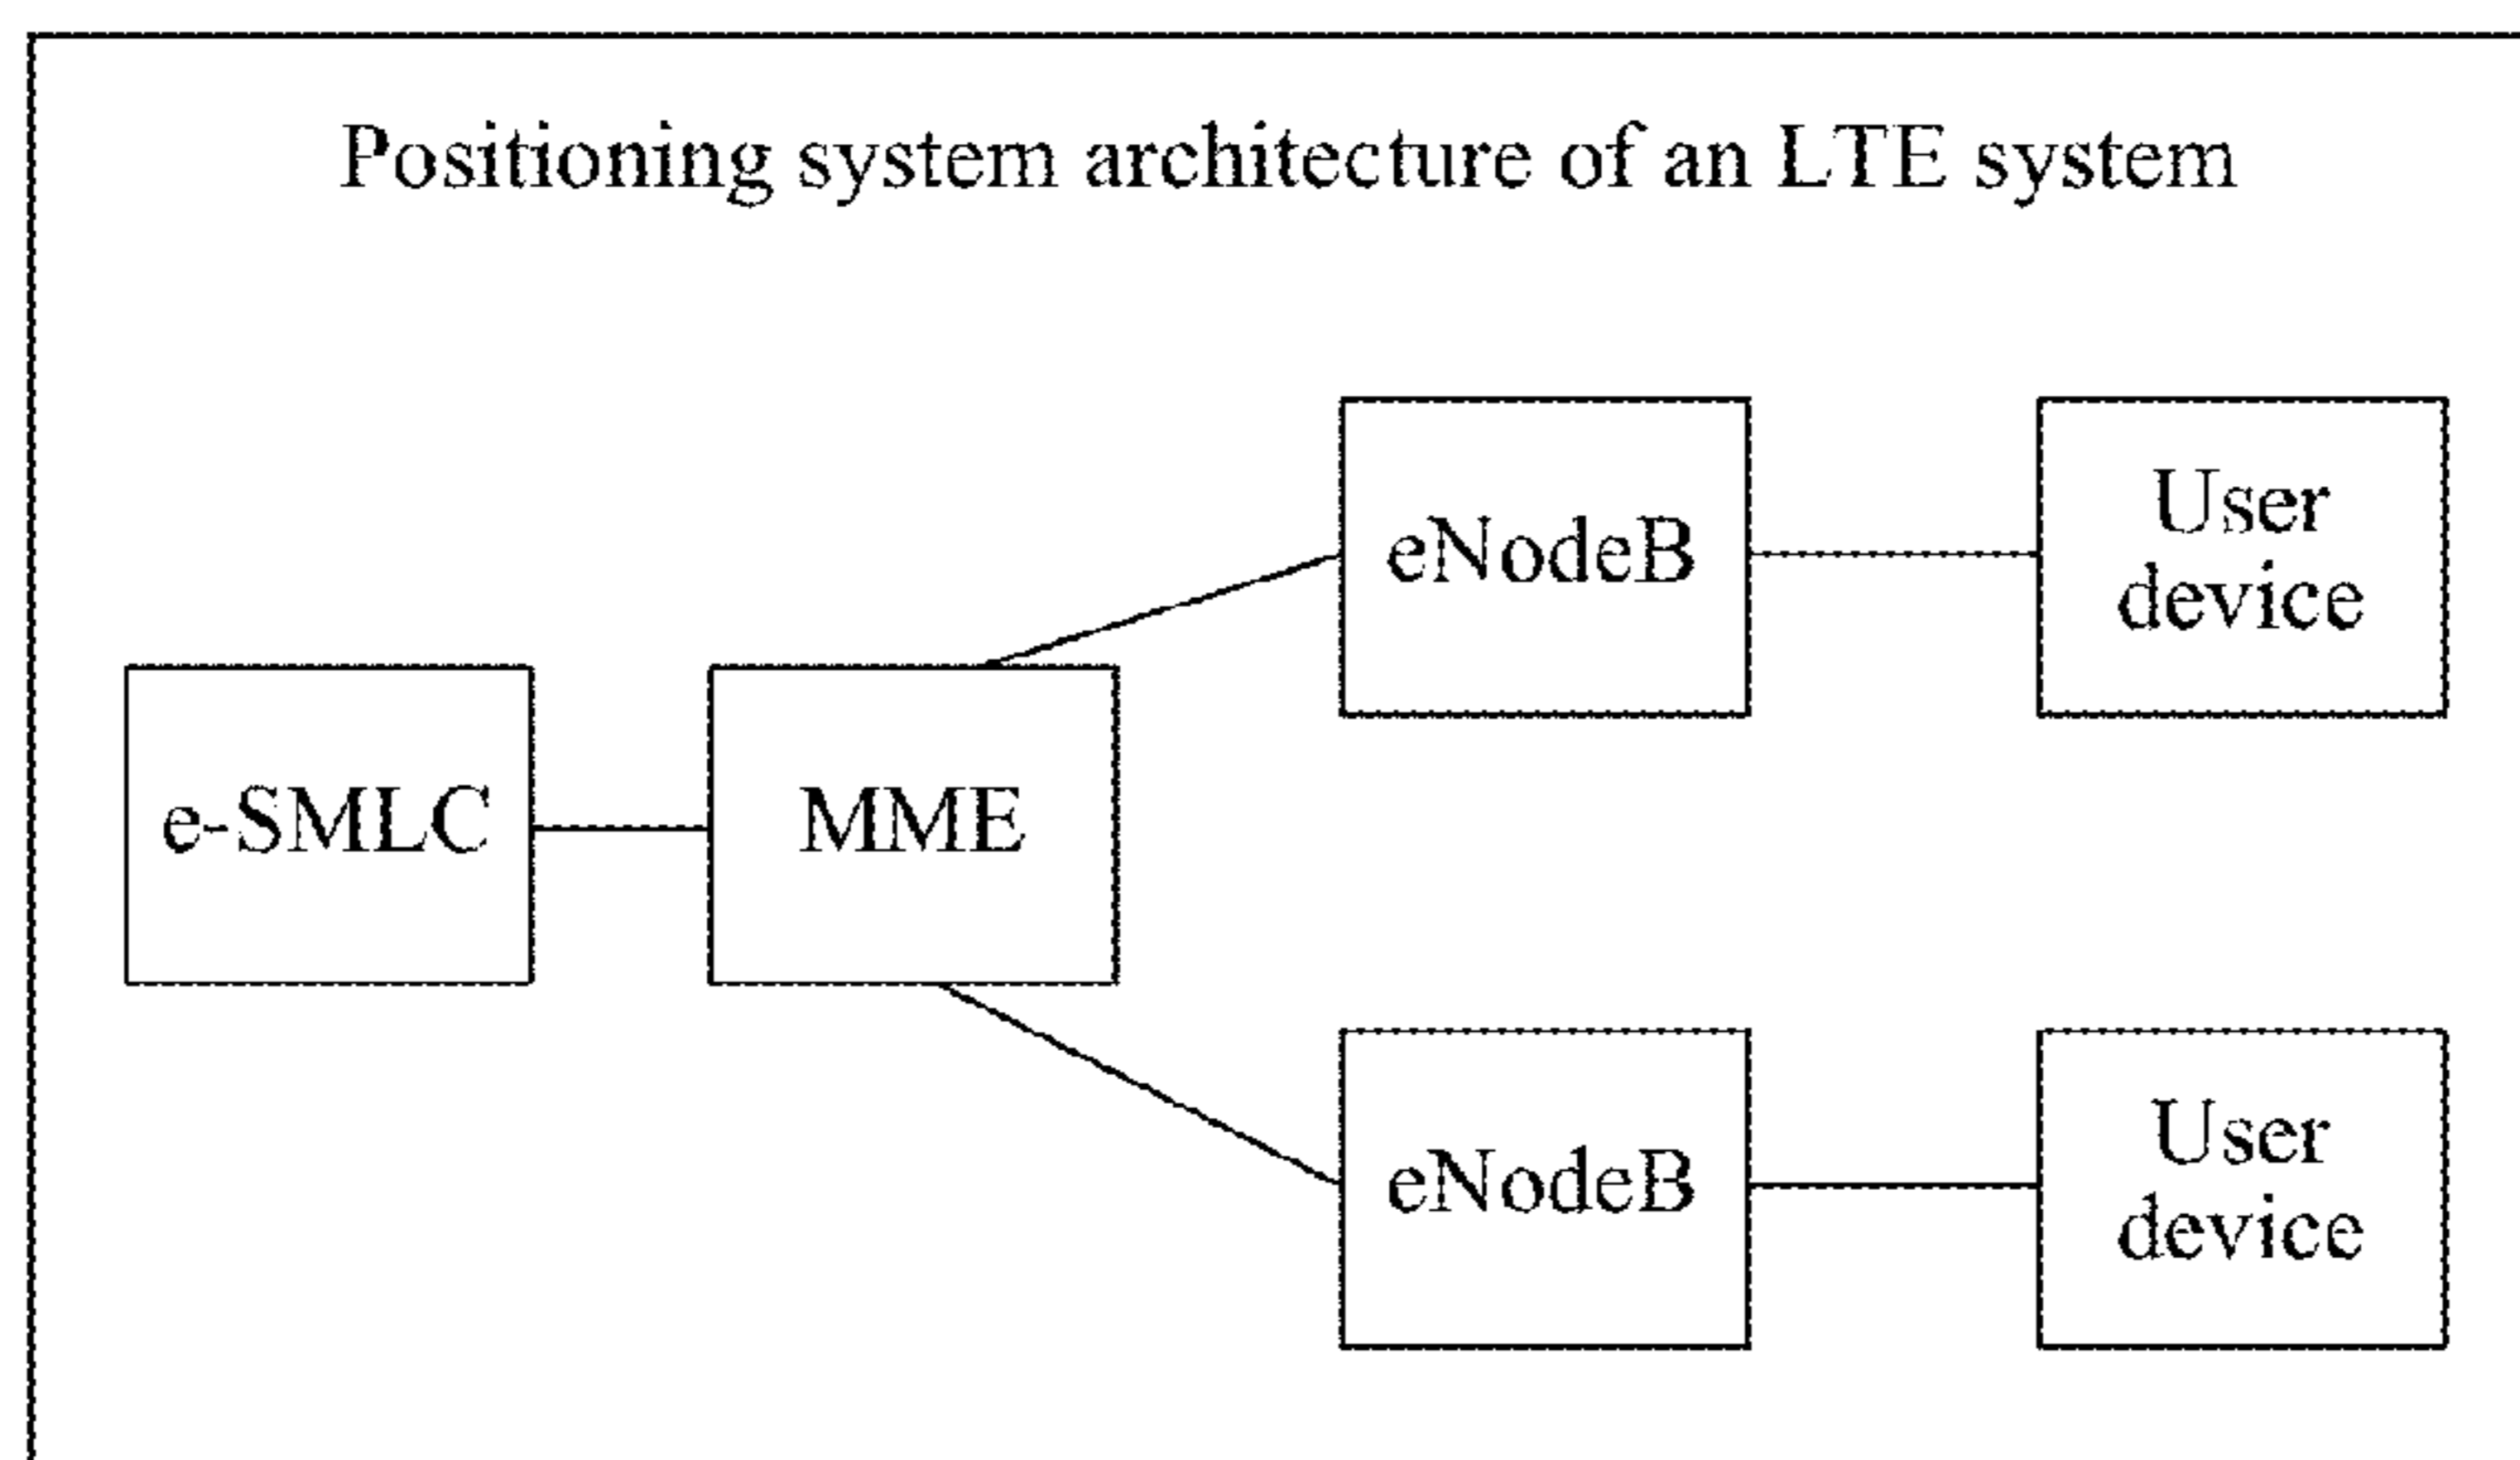 Positioning system architecture of an LTE system
eNodeB
User
device
e-SMLC
MME
eNodeB
User
device